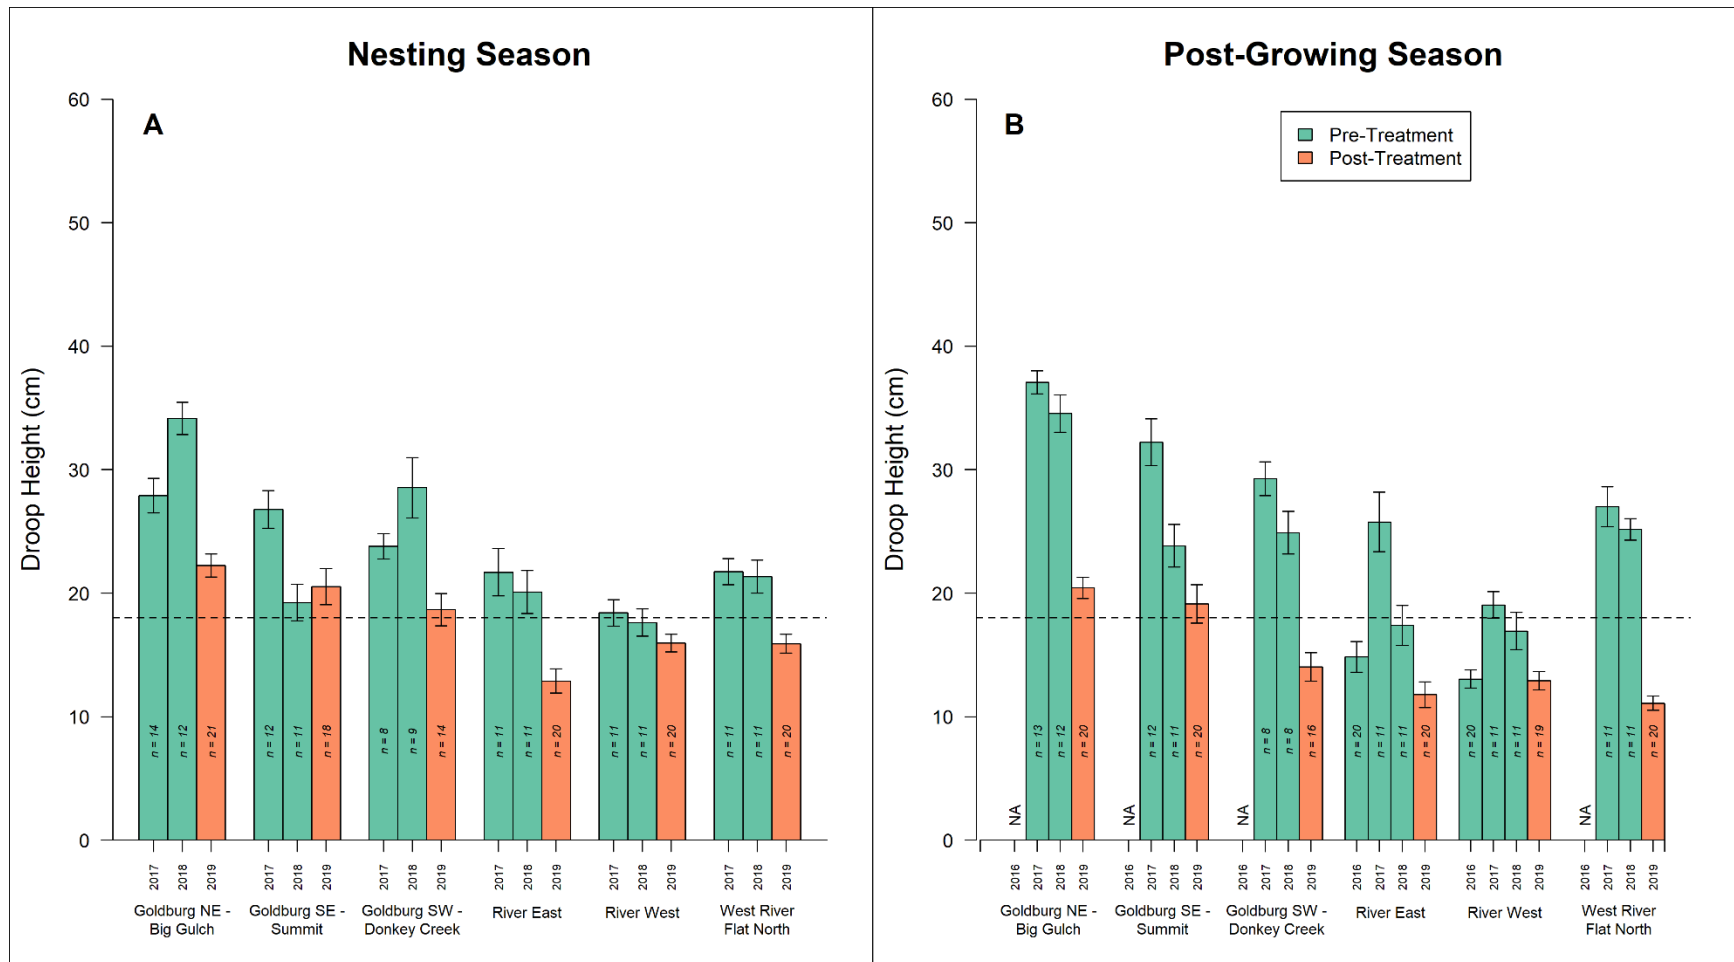 Nesting Season
A
Droop Height (cm)
60
50
40
30
20
10
0
n = 14
n = 12
n = 21
n = 12
n = 11
n = 18
n = 8
n = 9
n = 14
n = 11
n = 11
n = 20
n = 11
n = 11
n = 20
n = 11
n = 11
n = 20
2017
2018
2019
2017
2018
2019
2017
2018
2019
2017
2018
2019
2017
2018
2019
2017
2018
2019
Goldburg NE -
Big Gulch
Goldburg SE -
Summit
Goldburg SW -
Donkey Creek
River East
River West
West River
Flat North
Post-Growing Season
B
Pre-Treatment
Post-Treatment
Droop Height (cm)
60
50
40
30
20
10
0
NA
n = 13
n = 12
n = 20
NA
n = 12
n = 11
n = 20
NA
n = 8
n = 8
n = 16
n = 20
n = 11
n = 11
n = 20
n = 20
n = 11
n = 11
n = 19
NA
n = 11
n = 11
n = 20
2016
2017
2018
2019
2016
2017
2018
2019
2016
2017
2018
2019
2016
2017
2018
2019
2016
2017
2018
2019
2016
2017
2018
2019
Goldburg NE -
Big Gulch
Goldburg SE -
Summit
Goldburg SW -
Donkey Creek
River East
River West
West River
Flat North